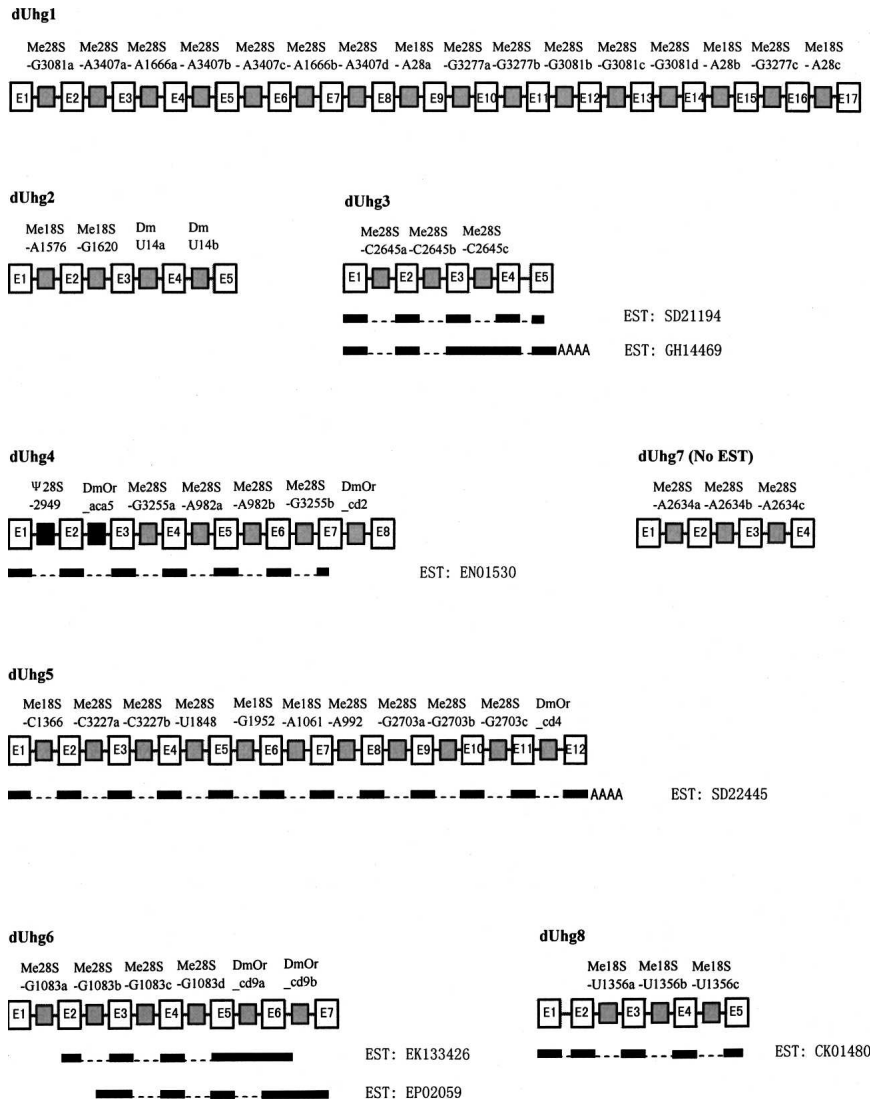 dUhg1
Me28S Me28S Me28S Me28S Me28S Me28S Me28S Me18S Me28S Me28S Me28S Me28S Me28S Me18S Me28S Me18S
-G3081a -A3407a -A1666a -A3407b -A3407c -A1666b -A3407d -A28a -G3277a -G3277b -G3081b -G3081c -G3081d -A28b -G3277c -A28c
E1 E2 E3 E4 E5 E6 E7 E8 E9 E10 E11 E12 E13 E14 E15 E16 E17
dUhg2
Me18S Me18S Dm Dm
-A1576 -G1620 U14a U14b
E1 E2 E3 E4 E5
dUhg3
Me28S Me28S Me28S
-C2645a -C2645b -C2645c
E1 E2 E3 E4 E5
EST: SD21194
AAAA EST: GH14469
dUhg4
Ψ28S DmOr Me28S Me28S Me28S Me28S DmOr
-2949 _aca5 -G3255a -A982a -A982b -G3255b _cd2
E1 E2 E3 E4 E5 E6 E7 E8
EST: EN01530
dUhg7 (No EST)
Me28S Me28S Me28S
-A2634a -A2634b -A2634c
E1 E2 E3 E4
dUhg5
Me18S Me28S Me28S Me28S Me18S Me18S Me28S Me28S Me28S Me28S DmOr
-C1366 -C3227a -C3227b -U1848 -G1952 -A1061 -A992 -G2703a -G2703b -G2703c _cd4
E1 E2 E3 E4 E5 E6 E7 E8 E9 E10 E11 E12
AAAA EST: SD22445
dUhg6
Me28S Me28S Me28S Me28S DmOr DmOr
-G1083a -G1083b -G1083c -G1083d _cd9a _cd9b
E1 E2 E3 E4 E5 E6 E7
EST: EK133426
EST: EP02059
dUhg8
Me18S Me18S Me18S
-U1356a -U1356b -U1356c
E1 E2 E3 E4 E5
EST: CK01480